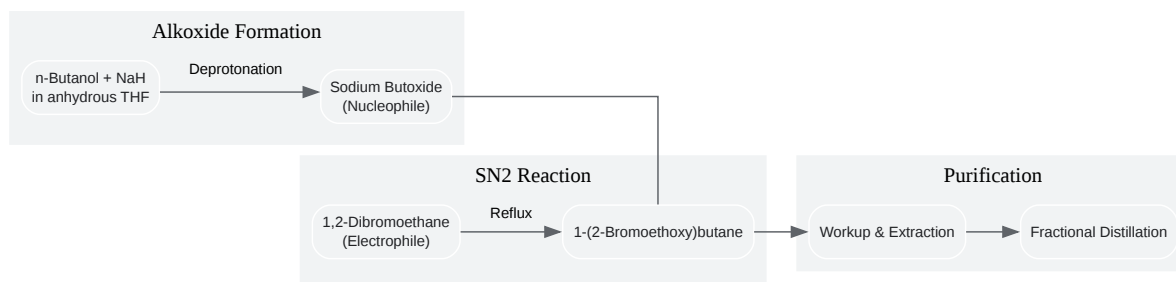 Alkoxide Formation
n-Butanol + NaH
in anhydrous THF
Deprotonation
Sodium Butoxide
(Nucleophile)
SN2 Reaction
1,2-Dibromoethane
(Electrophile)
Reflux
1-(2-Bromoethoxy)butane
Purification
Workup & Extraction
Fractional Distillation